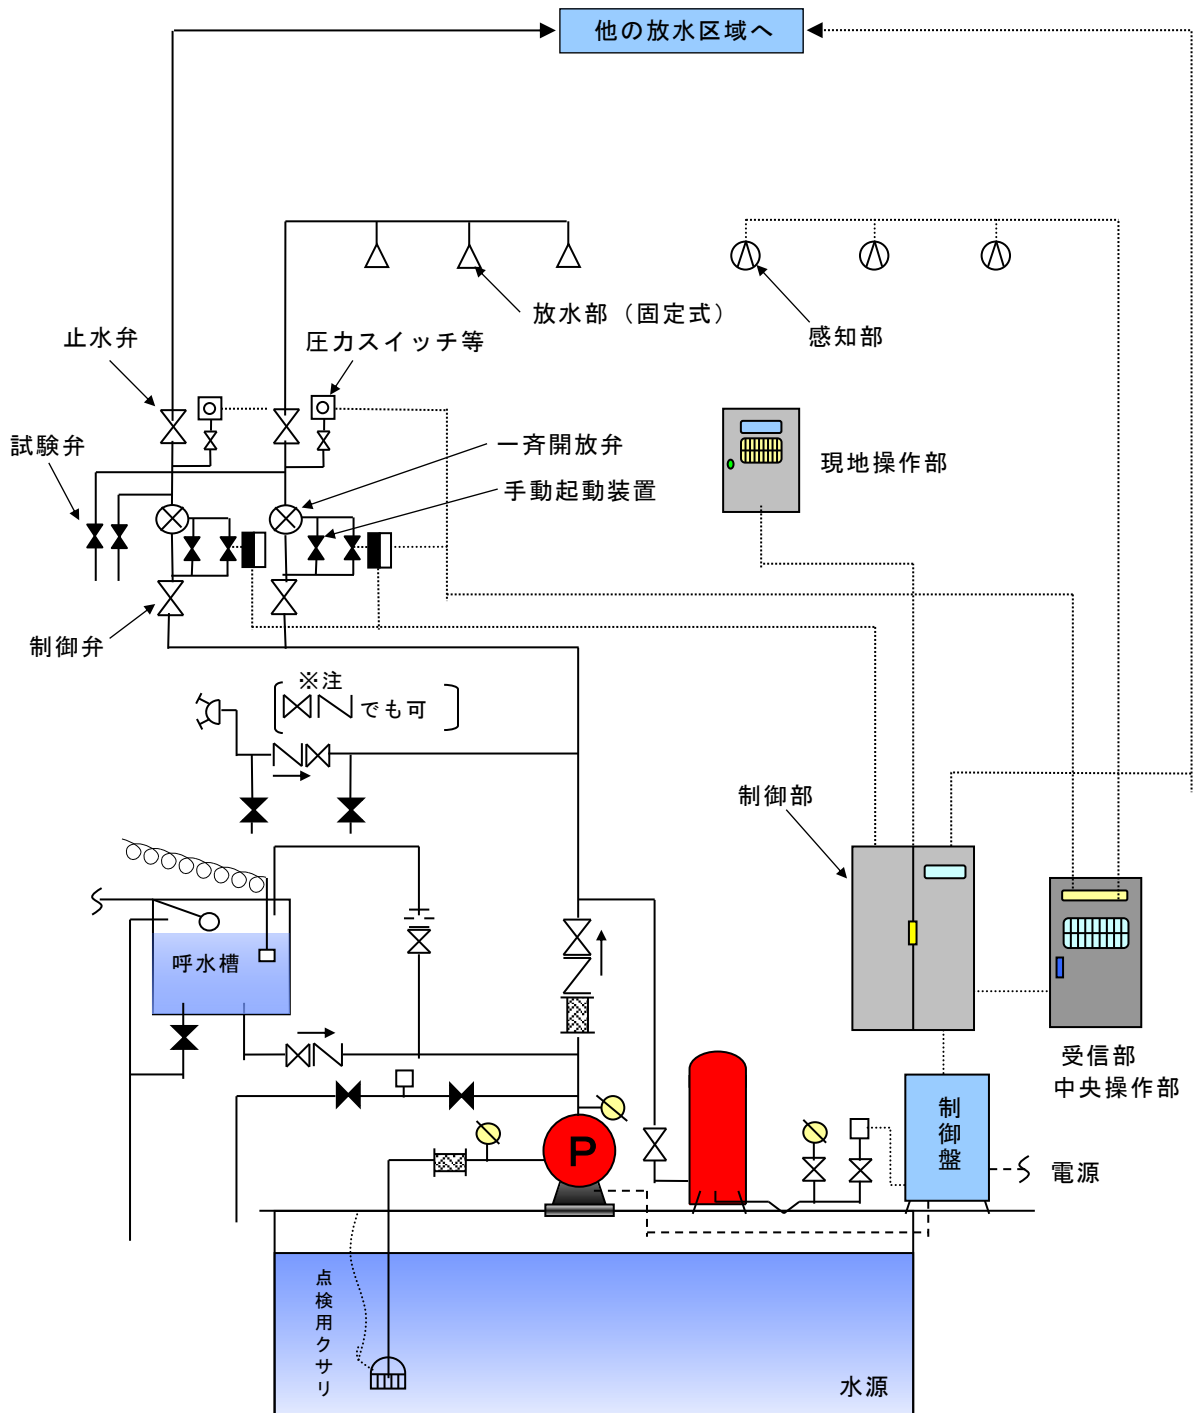 他の放水区域へ
放水部（固定式）
感知部
止水弁
圧力スイッチ等
試験弁
一斉開放弁
手動起動装置
現地操作部
制御弁
※注
でも可
制御部
呼水槽
受信部
中央操作部
制御盤
P
電源
点検用クサリ
水源